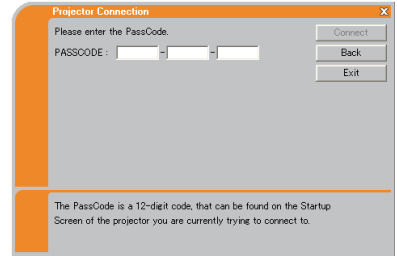 Projector Connection X
Please enter the PassCode.
Connect
PASSCODE : - -
Back
Exit
The PassCode is a 12-digit code, that can be found on the Startup
Screen of the projector you are currently trying to connect to.